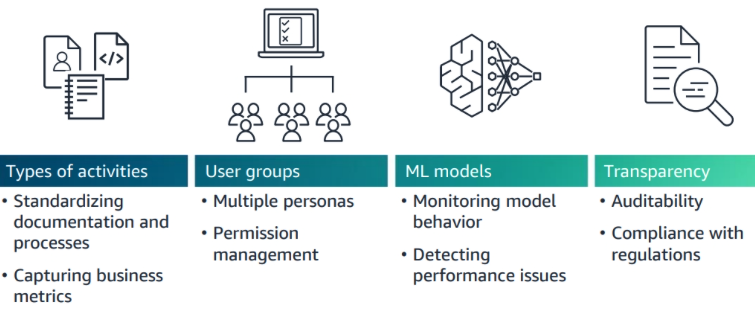 </>
Types of activities
• Standardizing
documentation and
processes
• Capturing business
metrics
User groups
• Multiple personas
• Permission
management
ML models
• Monitoring model
behavior
• Detecting
performance issues
Transparency
• Auditability
• Compliance with
regulations